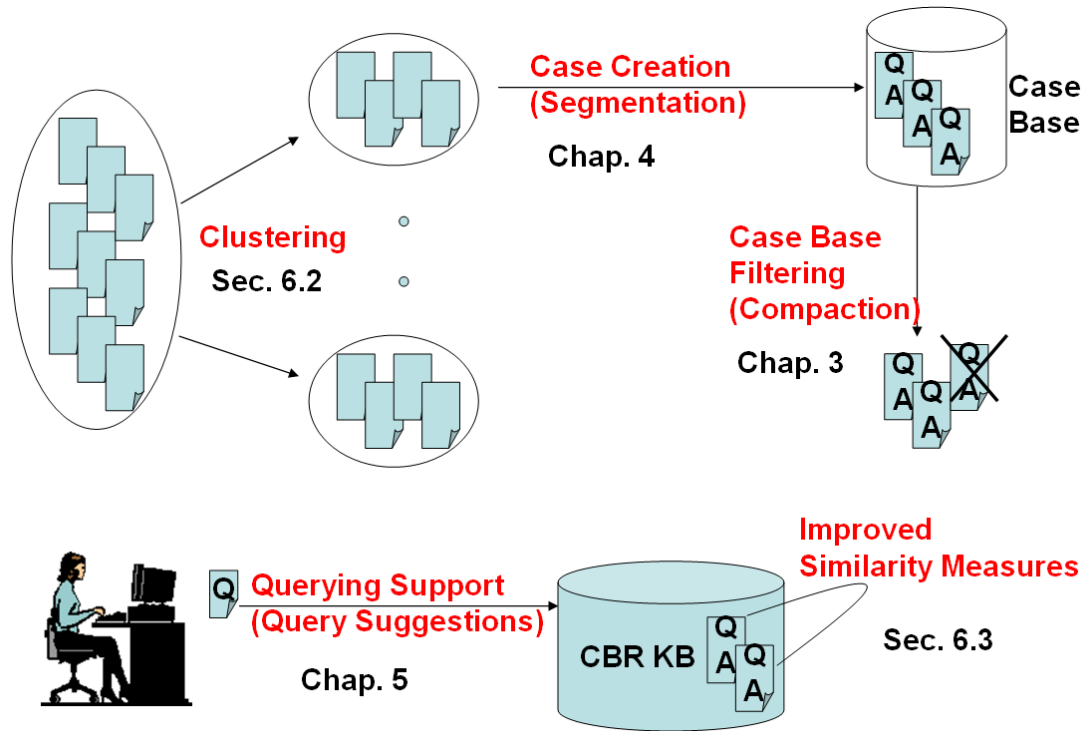 Case Creation
(Segmentation)
Chap. 4
Q
A
Q
A
Q
A
Case
Base
Clustering
Sec. 6.2
Case Base
Filtering
(Compaction)
Chap. 3
Q
A
Q
A
Q
A
Q
Querying Support
(Query Suggestions)
Chap. 5
CBR KB
Q
A
Q
A
Improved
Similarity Measures
Sec. 6.3